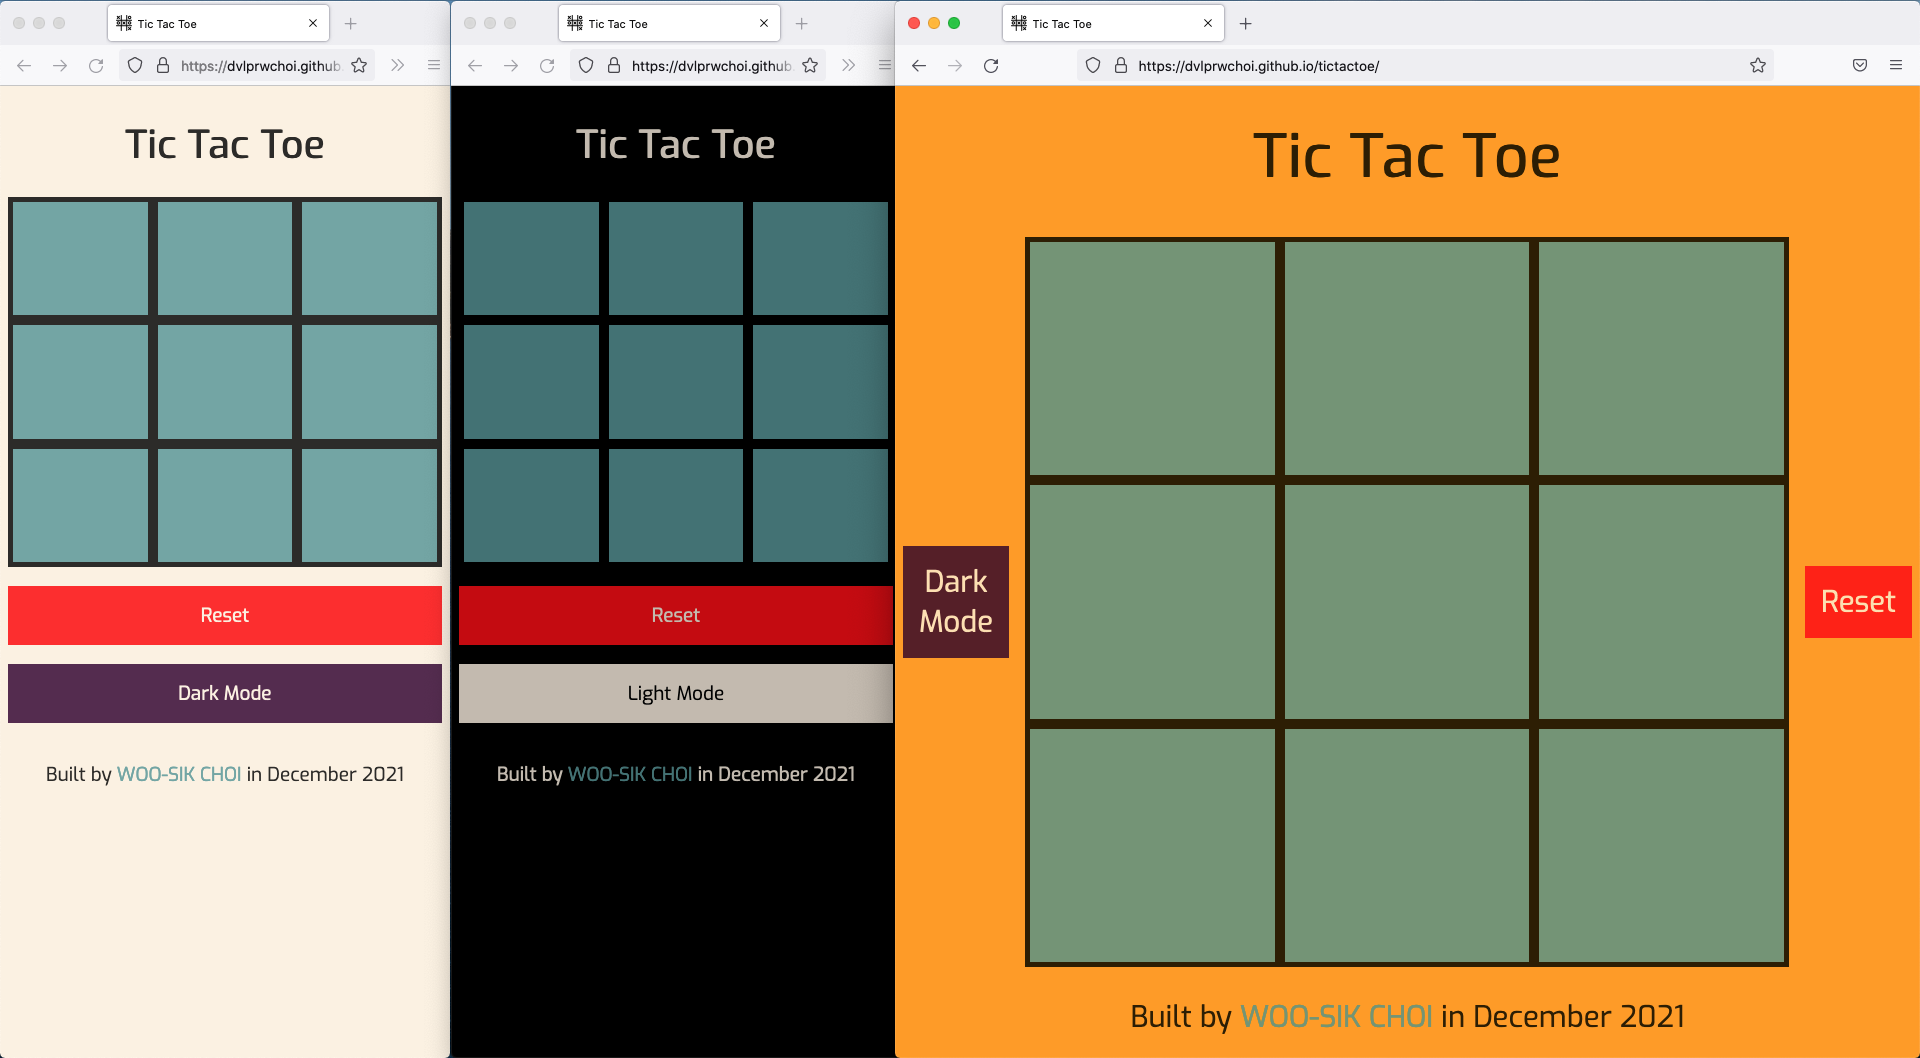 Tic Tac Toe
https://dvlprwchoi.github.
Tic Tac Toe
Reset
Dark Mode
Built by WOO-SIK CHOI in December 2021
Tic Tac Toe
https://dvlprwchoi.github.
Tic Tac Toe
Reset
Light Mode
Built by WOO-SIK CHOI in December 2021
Tic Tac Toe
https://dvlprwchoi.github.io/tictactoe/
Tic Tac Toe
Dark
Mode
Reset
Built by WOO-SIK CHOI in December 2021